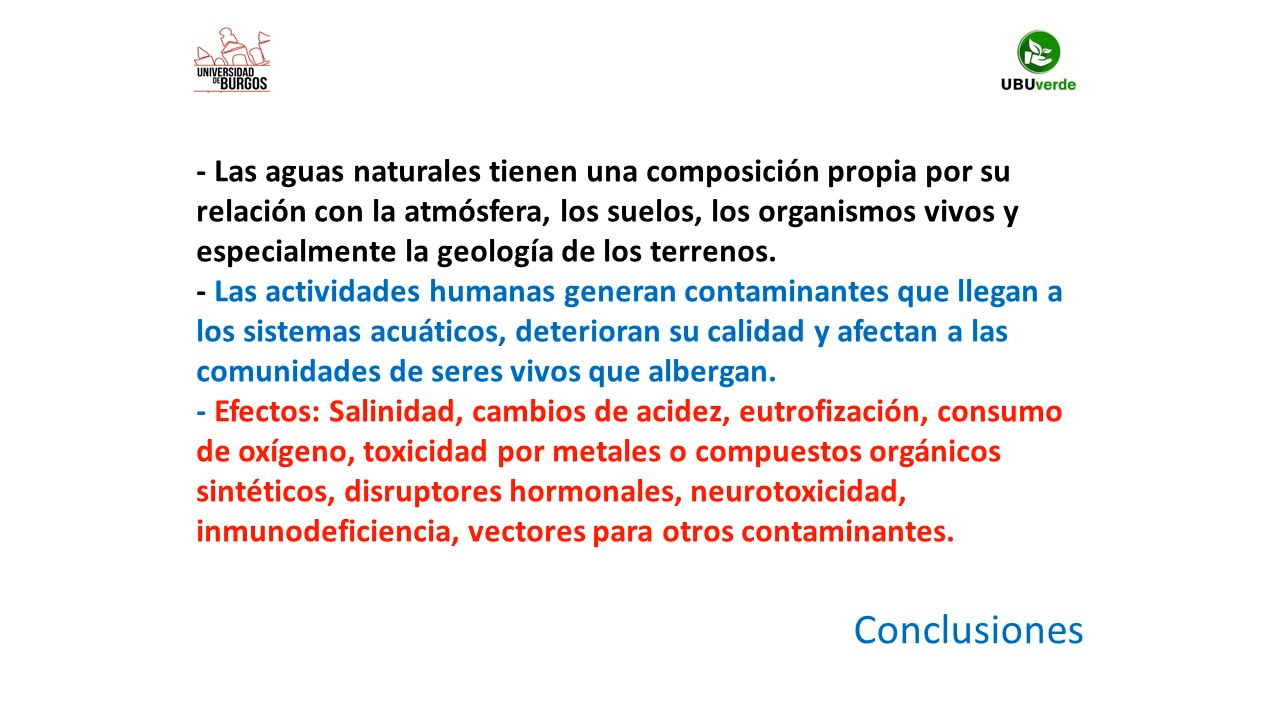 UNIVERSIDAD
DE BURGOS
UBUverde
- Las aguas naturales tienen una composición propia por su
relación con la atmósfera, los suelos, los organismos vivos y
especialmente la geología de los terrenos.
- Las actividades humanas generan contaminantes que llegan a
los sistemas acuáticos, deterioran su calidad y afectan a las
comunidades de seres vivos que albergan.
- Efectos: Salinidad, cambios de acidez, eutrofización, consumo
de oxígeno, toxicidad por metales o compuestos orgánicos
sintéticos, disruptores hormonales, neurotoxicidad,
inmunodeficiencia, vectores para otros contaminantes.
Conclusiones